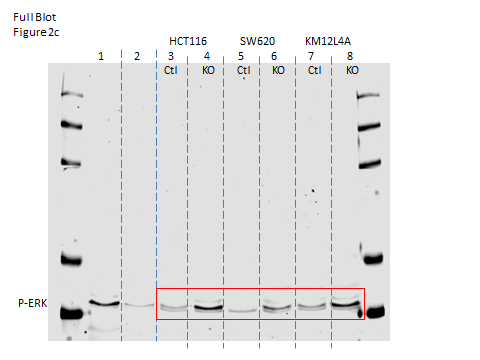 Full Blot
Figure 2c
HCT116 SW620 KM12L4A
1 2 3 4 5 6 7 8
Ctl KO Ctl KO Ctl KO
P-ERK